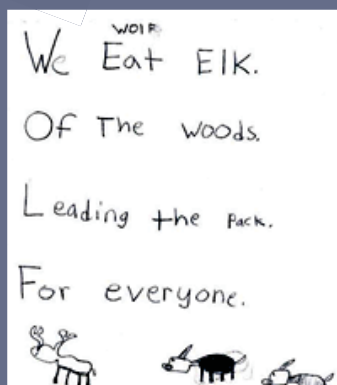 WOlF
We Eat Elk.
Of The woods.
Leading the pack.
For everyone.